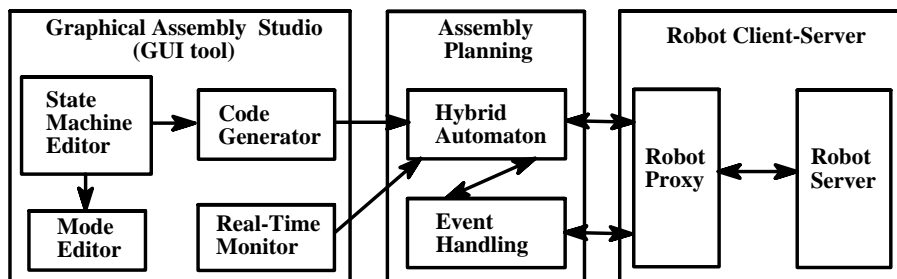 Graphical Assembly Studio
(GUI tool)
State
Machine
Editor
Code
Generator
Mode
Editor
Real-Time
Monitor
Assembly
Planning
Hybrid
Automaton
Event
Handling
Robot Client-Server
Robot
Proxy
Robot
Server